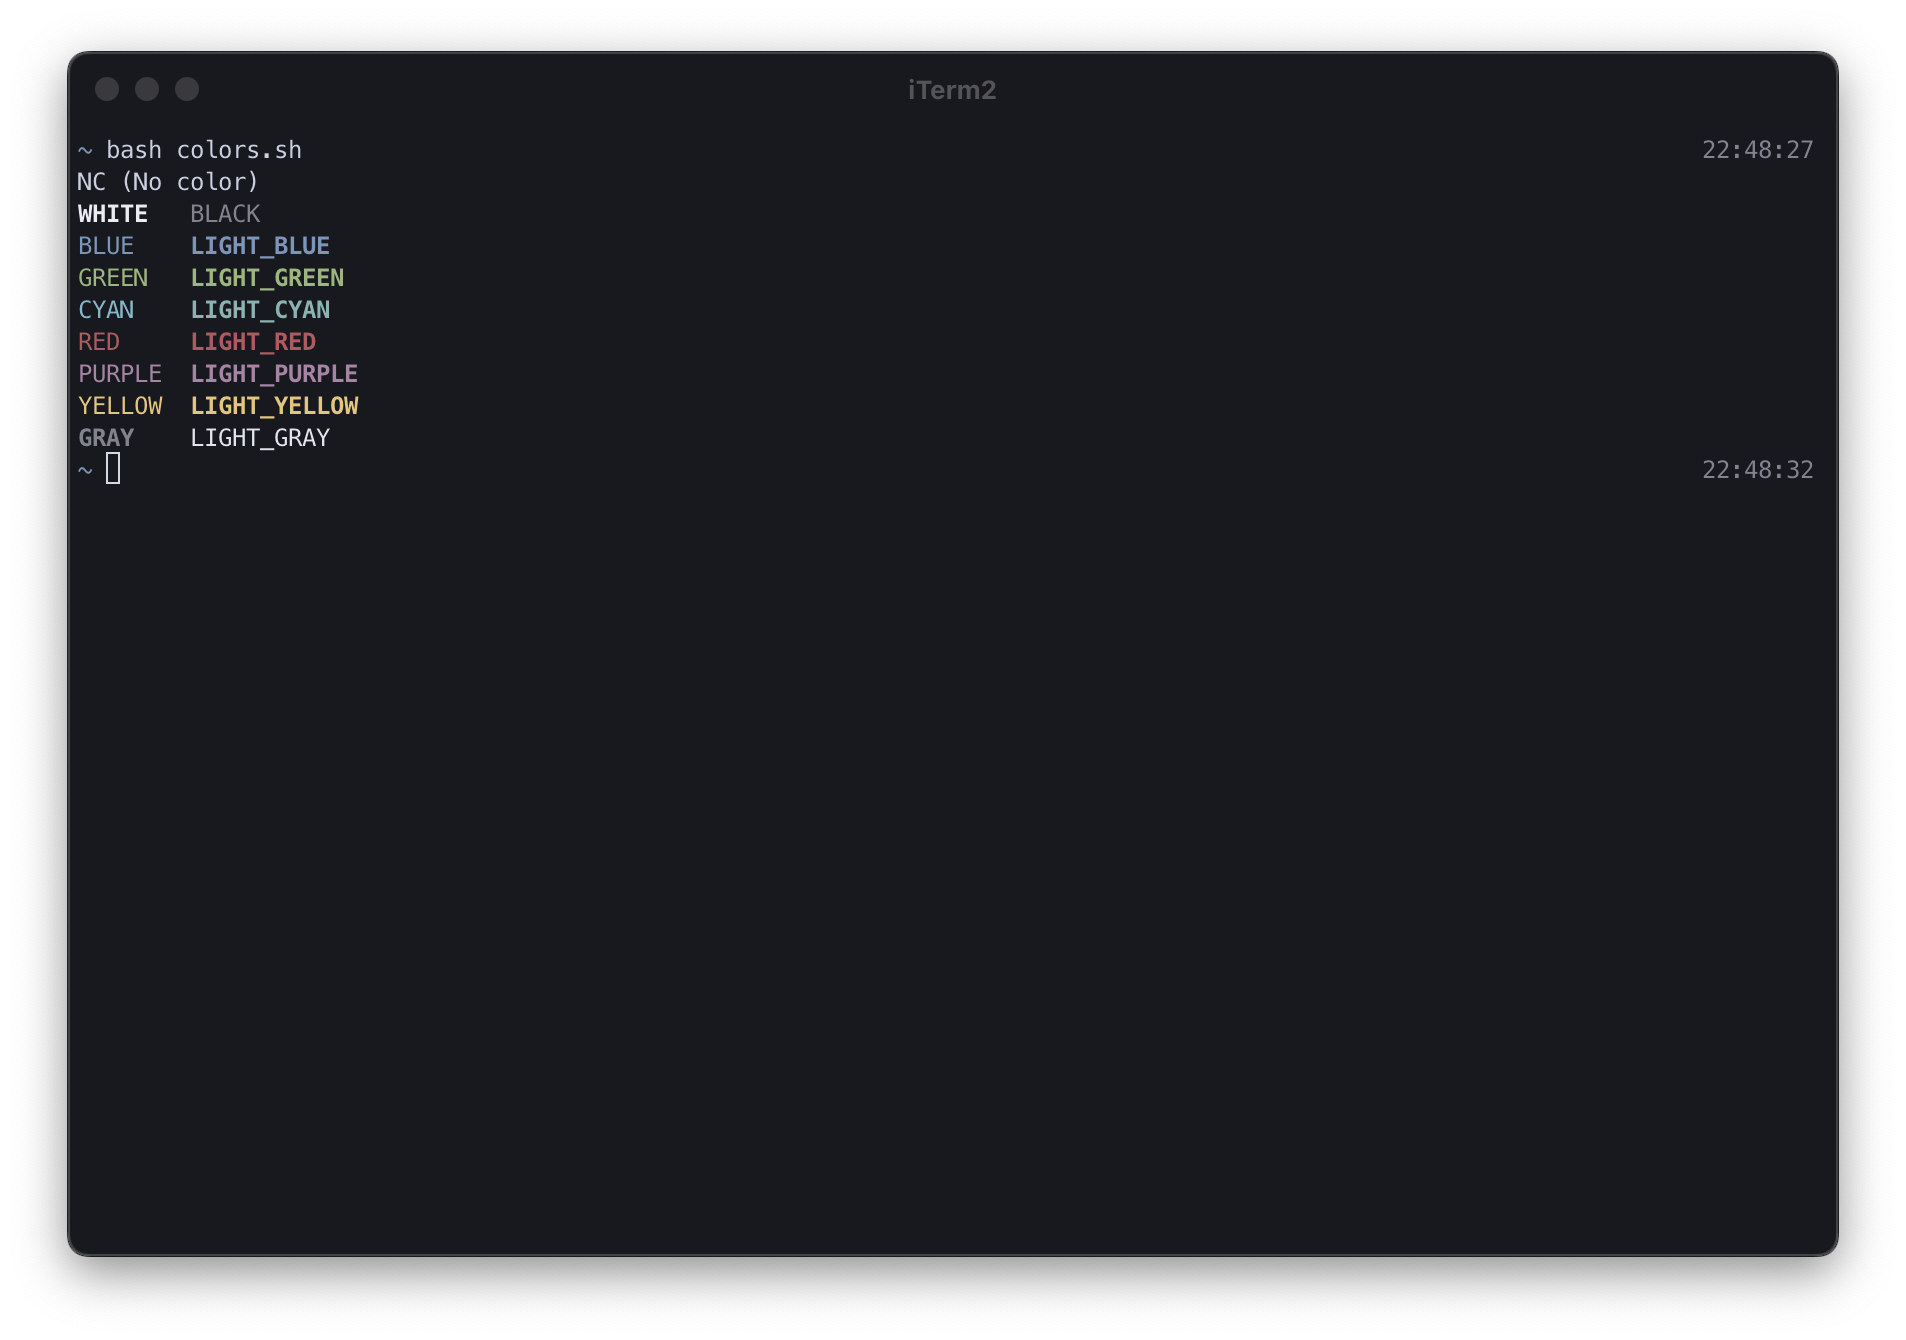 iTerm2
~ bash colors.sh 22:48:27
NC (No color)
WHITE BLACK
BLUE LIGHT_BLUE
GREEN LIGHT_GREEN
CYAN LIGHT_CYAN
RED LIGHT_RED
PURPLE LIGHT_PURPLE
YELLOW LIGHT_YELLOW
GRAY LIGHT_GRAY
~ 22:48:32